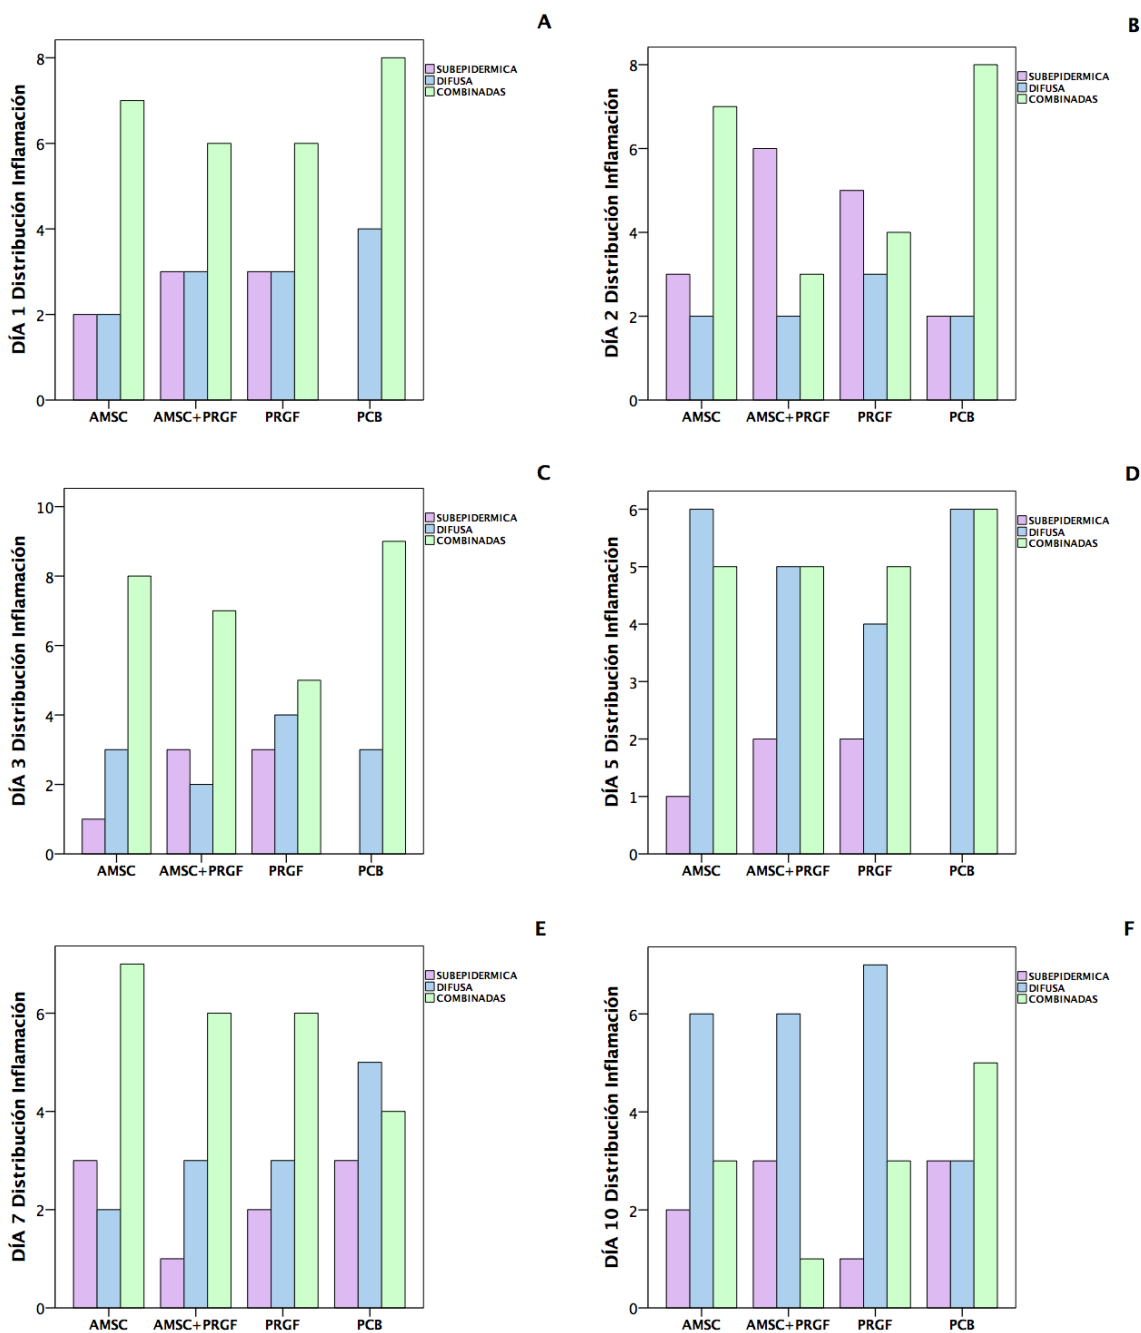 A
DÍA 1 Distribución Inflamación
8
6
4
2
0
SUBEPIDERMICA
DIFUSA
COMBINADAS
AMSC AMSC+PRGF PRGF PCB
B
DÍA 2 Distribución Inflamación
8
6
4
2
0
SUBEPIDERMICA
DIFUSA
COMBINADAS
AMSC AMSC+PRGF PRGF PCB
C
DÍA 3 Distribución Inflamación
10
8
6
4
2
0
SUBEPIDERMICA
DIFUSA
COMBINADAS
AMSC AMSC+PRGF PRGF PCB
D
DÍA 5 Distribución Inflamación
6
5
4
3
2
1
0
SUBEPIDERMICA
DIFUSA
COMBINADAS
AMSC AMSC+PRGF PRGF PCB
E
DÍA 7 Distribución Inflamación
6
4
2
0
SUBEPIDERMICA
DIFUSA
COMBINADAS
AMSC AMSC+PRGF PRGF PCB
F
DÍA 10 Distribución Inflamación
6
4
2
0
SUBEPIDERMICA
DIFUSA
COMBINADAS
AMSC AMSC+PRGF PRGF PCB